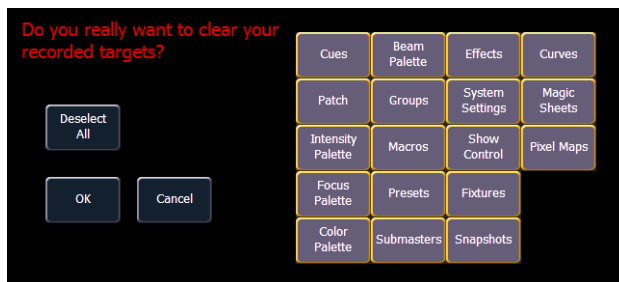 Do you really want to clear your
recorded targets?
Deselect
All
OK
Cancel
Cues
Beam
Palette
Effects
Curves
Patch
Groups
System
Settings
Magic
Sheets
Intensity
Palette
Macros
Show
Control
Pixel Maps
Focus
Palette
Presets
Fixtures
Color
Palette
Submasters
Snapshots